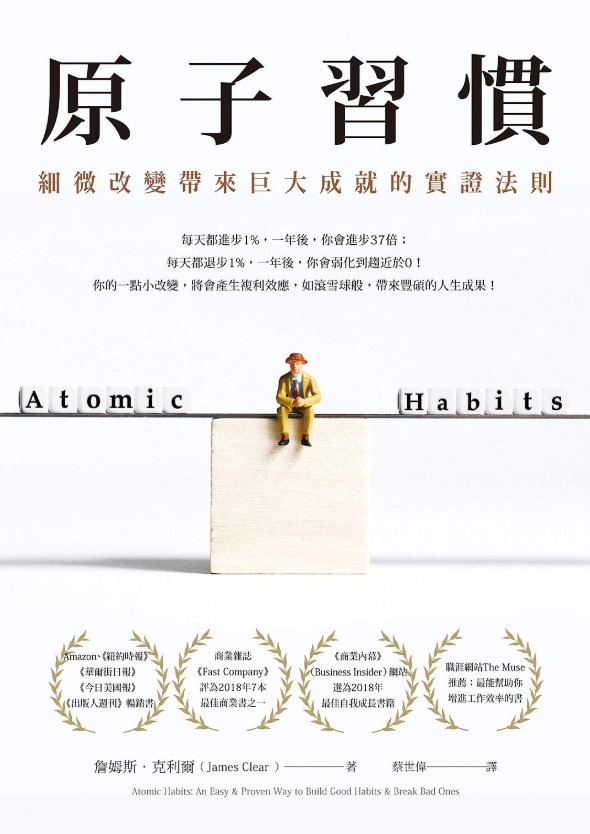 原子習慣
細微改變帶來巨大成就的實證法則
每天都進步1%，一年後，你會進步37倍；
每天都退步1%，一年後，你會弱化到趨近於0！
你的一點小改變，將會產生複利效應，如滾雪球般，帶來豐碩的人生成果！
Atomic Habits
Amazon、《紐約時報》
《華爾街日報》
《今日美國報》
《出版人週刊》暢銷書
商業雜誌
《Fast Company》
評為2018年7本
最佳商業書之一
《商業內幕》
（Business Insider）網站
選為2018年
最佳自我成長書籍
職涯網站The Muse
推薦：最能幫助你
增進工作效率的書
詹姆斯．克利爾（James Clear）————著 蔡世偉————譯
Atomic Habits: An Easy & Proven Way to Build Good Habits & Break Bad Ones